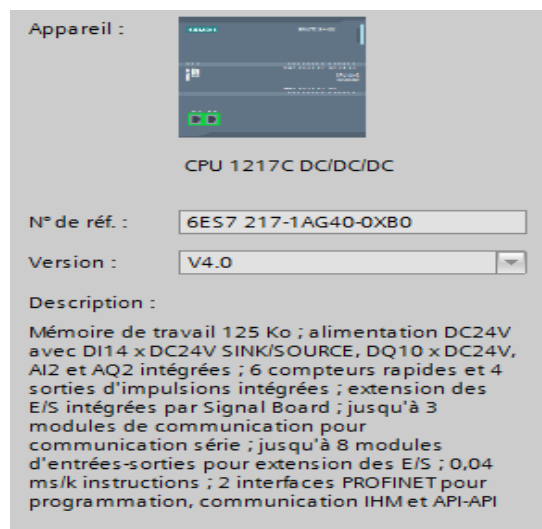 Appareil :
SIEMENS
CPU 1217C DC/DC/DC
N° de réf. :
6ES7 217-1AG40-0XB0
Version :
V4.0
Description :
Mémoire de travail 125 Ko ; alimentation DC24V
avec DI14 x DC24V SINK/SOURCE, DQ10 x DC24V,
AI2 et AQ2 intégrées ; 6 compteurs rapides et 4
sorties d'impulsions intégrées ; extension des
E/S intégrées par Signal Board ; jusqu'à 3
modules de communication pour
communication série ; jusqu'à 8 modules
d'entrées-sorties pour extension des E/S ; 0,04
ms/k instructions ; 2 interfaces PROFINET pour
programmation, communication IHM et API-API